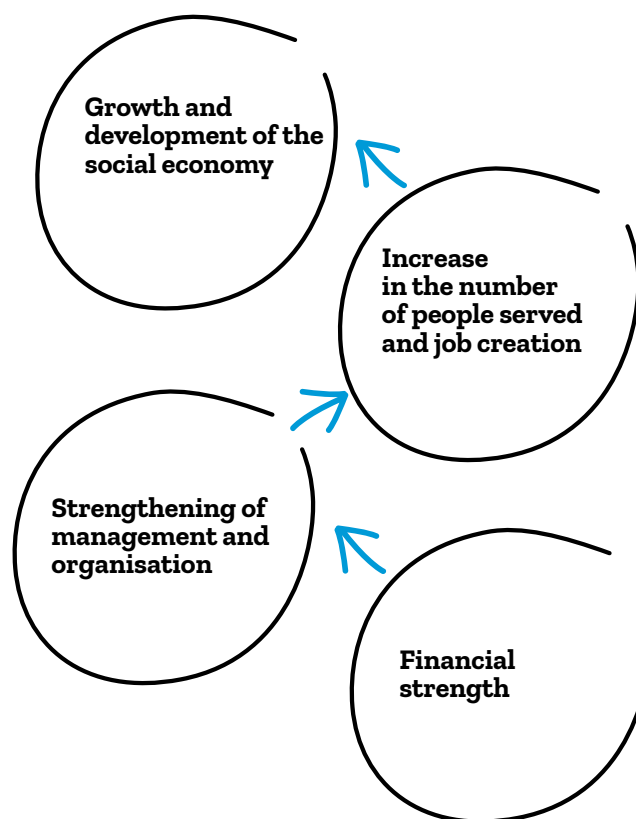 Growth and
development of the
social economy
Increase
in the number
of people served
and job creation
Strengthening of
management and
organisation
Financial
strength